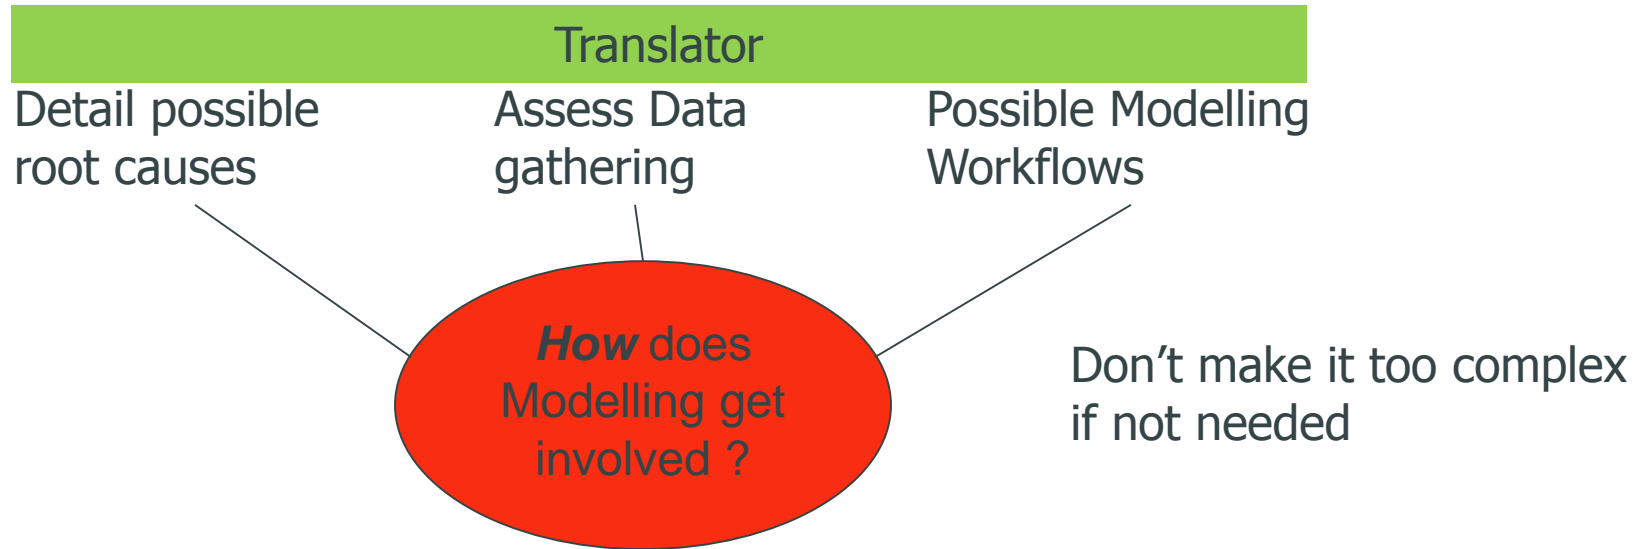 Translator
Detail possible
root causes
Assess Data
gathering
Possible Modelling
Workflows
How does
Modelling get
involved ?
Don’t make it too complex
if not needed